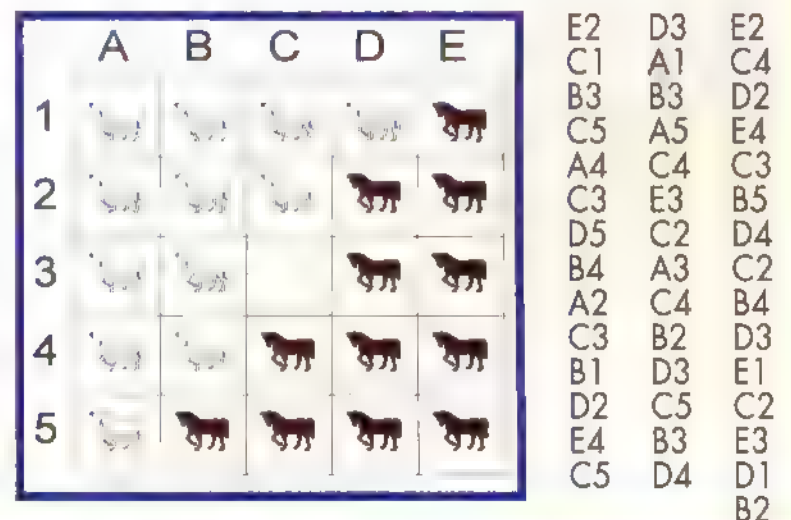 A B C D E
1
2
3
4
5
E2 D3 E2
C1 A1 C4
B3 B3 D2
C5 A5 E4
A4 C4 C3
C3 E3 B5
D5 C2 D4
B4 A3 C2
A2 C4 B4
C3 B2 D3
B1 D3 E1
D2 C5 C2
E4 B3 E3
C5 D4 D1
B2